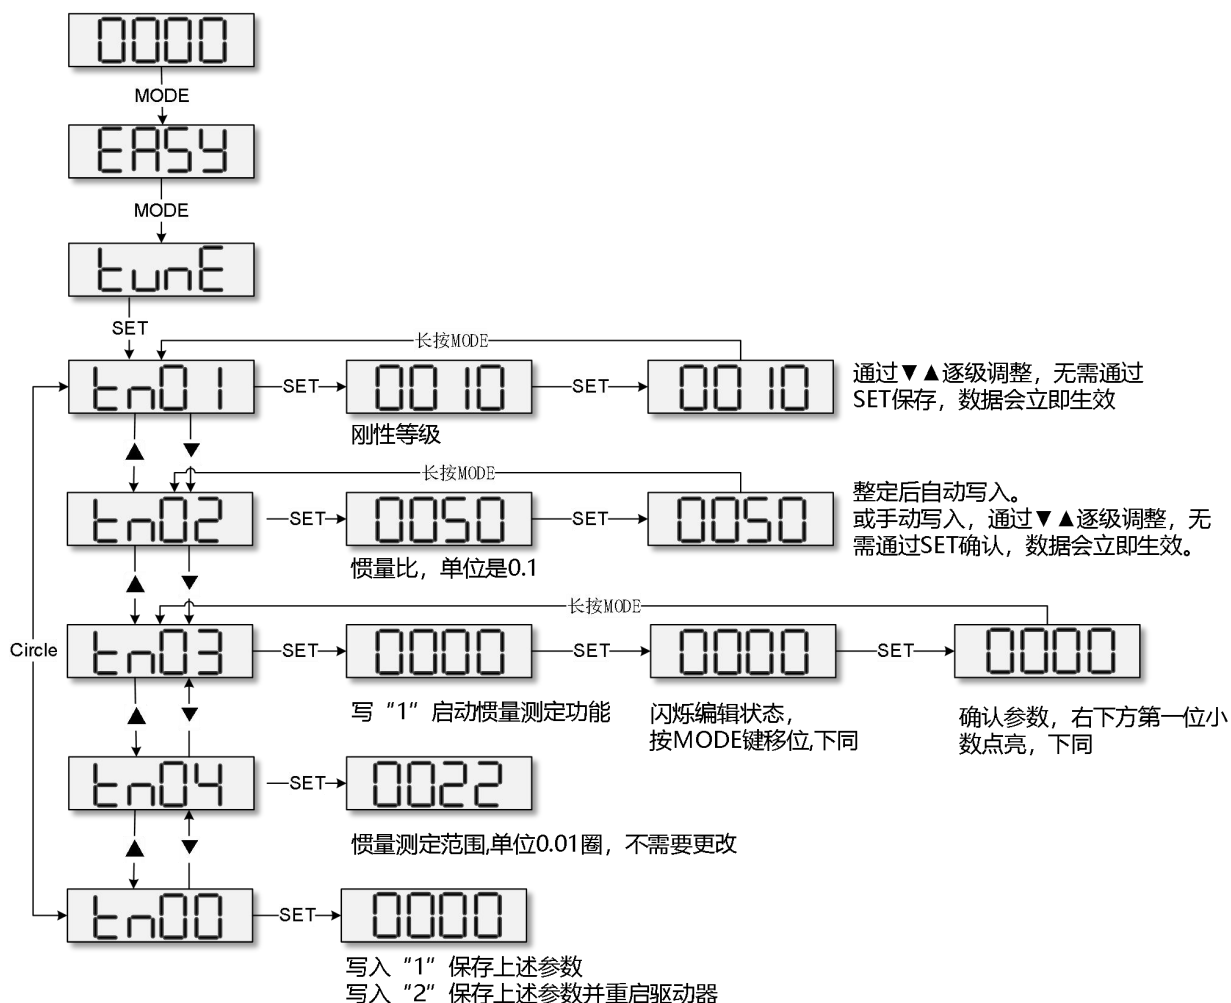 0000
MODE
EASY
MODE
tunE
SET
长按MODE
tn01
SET
0010
SET
0010
通过▼▲逐级调整，无需通过
SET保存，数据会立即生效
刚性等级
▲
▼
长按MODE
tn02
SET
0050
SET
0050
整定后自动写入。
或手动写入，通过▼▲逐级调整，无
需通过SET确认，数据会立即生效。
惯量比，单位是0.1
▲
▼
长按MODE
Circle
tn03
SET
0000
SET
0000
SET
0000
写“1”启动惯量测定功能
闪烁编辑状态，
按MODE键移位,下同
确认参数，右下方第一位小
数点亮，下同
▲
▼
tn04
SET
0022
惯量测定范围,单位0.01圈，不需要更改
▲
▼
tn00
SET
0000
写入“1”保存上述参数
写入“2”保存上述参数并重启驱动器